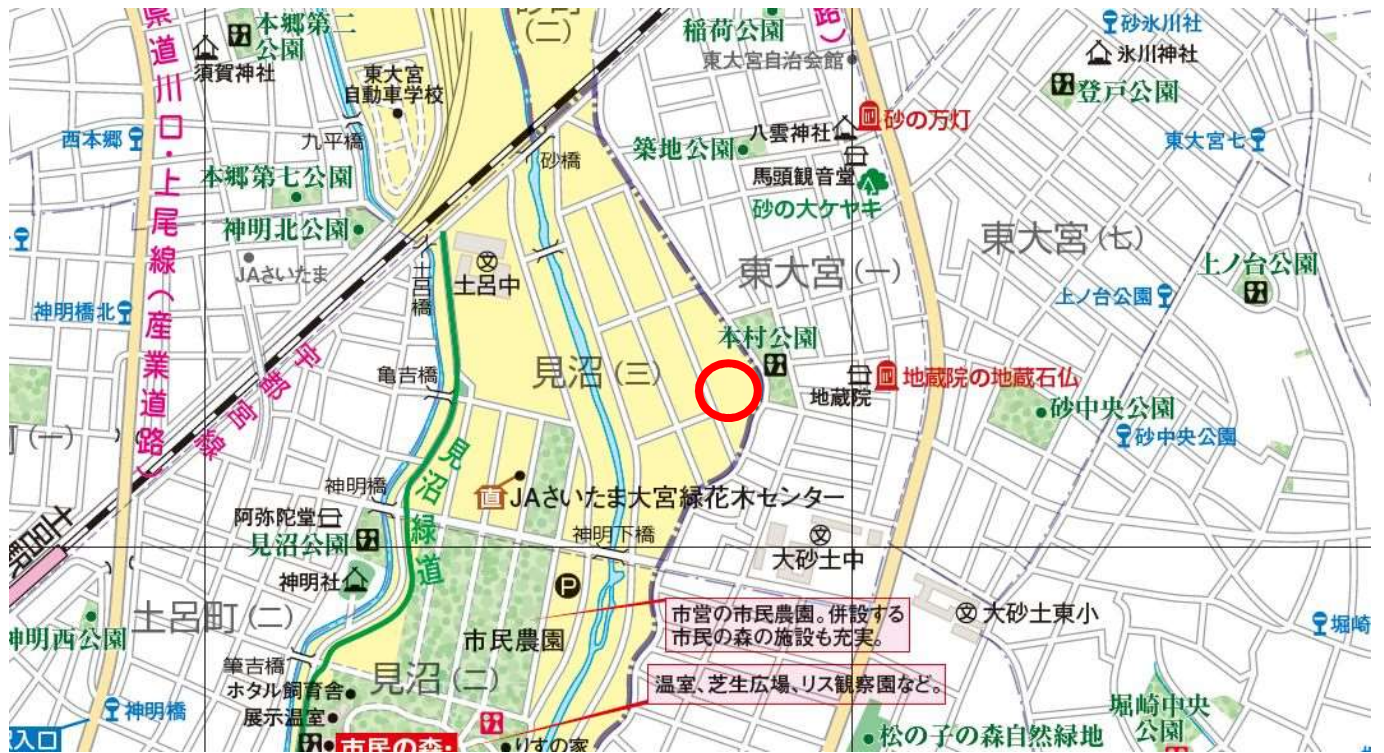 本郷第二
公園
須賀神社
東大宮
自動車学校
九平橋
西本郷
本郷第七公園
神明北公園
JAさいたま
神明橋北
県道川口・上尾線(産業道路)
宇都宮線
土呂橋
土呂中
砂橋
(二)
稲荷公園
東大宮自治会館
路)
八雲神社
砂の万灯
築地公園
馬頭観音堂
砂の大ケヤキ
砂氷川社
氷川神社
登戸公園
東大宮七
東大宮(七)
東大宮(一)
上ノ台公園
上ノ台公園
本村公園
見沼(三)
亀吉橋
地蔵院
地蔵院の地蔵石仏
砂中央公園
砂中央公園
町(一)
見沼緑道
神明橋
直
JAさいたま大宮緑花木センター
阿弥陀堂
見沼公園
神明下橋
大砂土中
神明社
P
土呂町(二)
神明西公園
市民農園
市営の市民農園。併設する
市民の森の施設も充実。
大砂土東小
堀崎
筆吉橋
見沼(二)
ホタル飼育舎
展示温室
温室、芝生広場、リス観察園など。
神明橋
入口
市民の森・
りすの家
松の子の森自然緑地
堀崎中央
公園